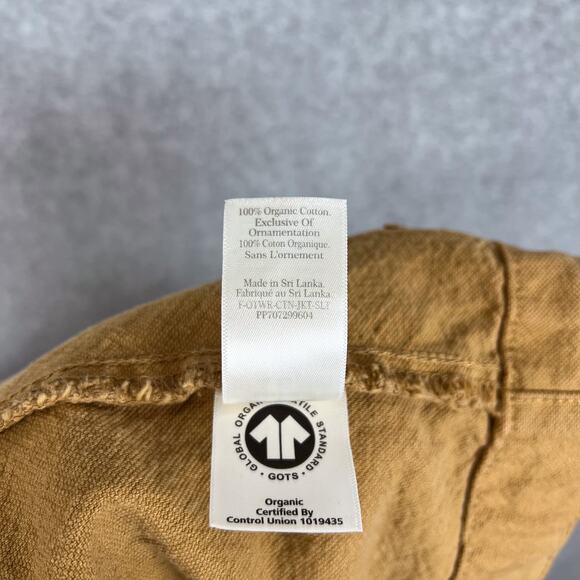 100% Organic Cotton.
Exclusive Of
Ornamentation
100% Coton Organique.
Sans L'ornement
Made in Sri Lanka.
Fabriqué au Sri Lanka
F-OTWR-CTN-JKT-SLT
PP707299604
GLOBAL ORGANIC TEXTILE STANDARD
· GOTS ·
Organic
Certified By
Control Union 1019435